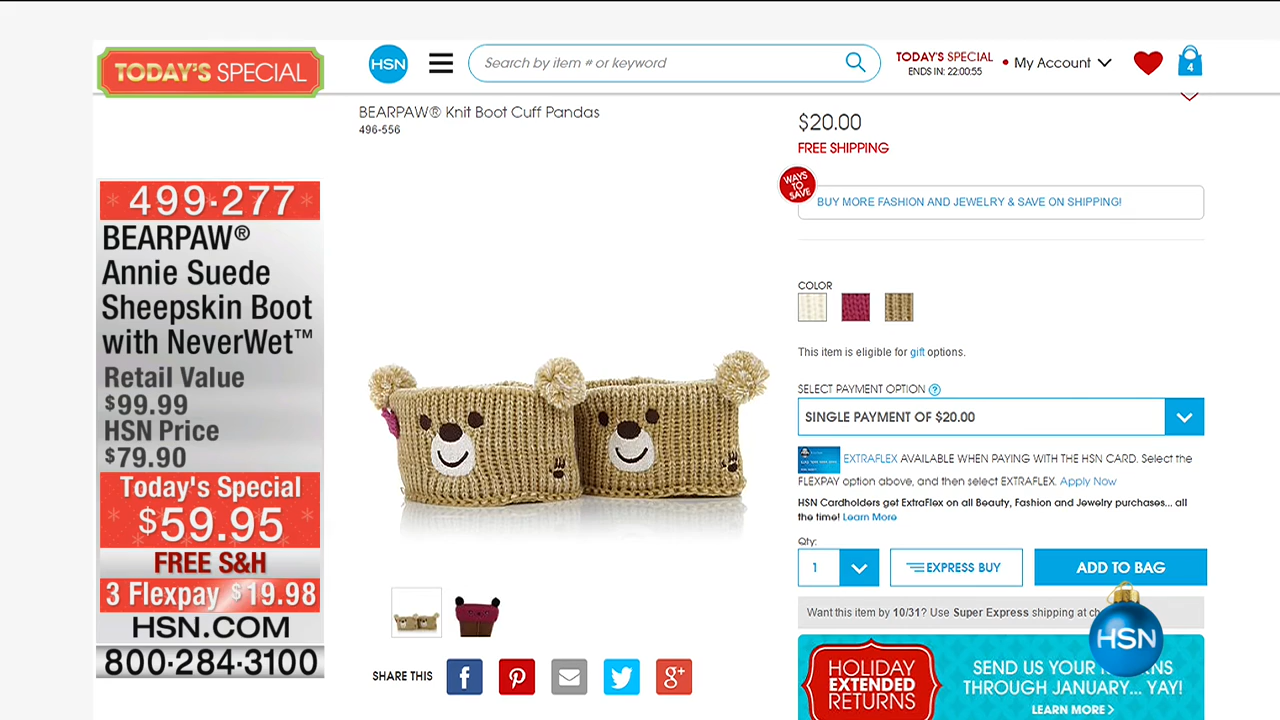 TODAY'S SPECIAL
HSN
Search by item # or keyword
TODAY'S SPECIAL
ENDS IN: 22:00:55
My Account
4
499-277
BEARPAW®
Annie Suede
Sheepskin Boot
with NeverWet™
Retail Value
$99.99
HSN Price
$79.90
Today's Special
$59.95
FREE S&H
3 Flexpay $19.98
HSN.COM
800-284-3100
BEARPAW® Knit Boot Cuff Pandas
496-556
SHARE THIS
f
g+
$20.00
FREE SHIPPING
WAYS
TO
SAVE
BUY MORE FASHION AND JEWELRY & SAVE ON SHIPPING!
COLOR
This item is eligible for gift options.
SELECT PAYMENT OPTION ?
SINGLE PAYMENT OF $20.00
EXTRAFLEX AVAILABLE WHEN PAYING WITH THE HSN CARD. Select the
FLEXPAY option above, and then select EXTRAFLEX. Apply Now
HSN Cardholders get ExtraFlex on all Beauty, Fashion and Jewelry purchases... all
the time! Learn More
Qty:
1
EXPRESS BUY
ADD TO BAG
Want this item by 10/31? Use Super Express shipping at
HSN
HOLIDAY
EXTENDED
RETURNS
SEND US YOUR
THROUGH JANUARY... YAY!
LEARN MORE >